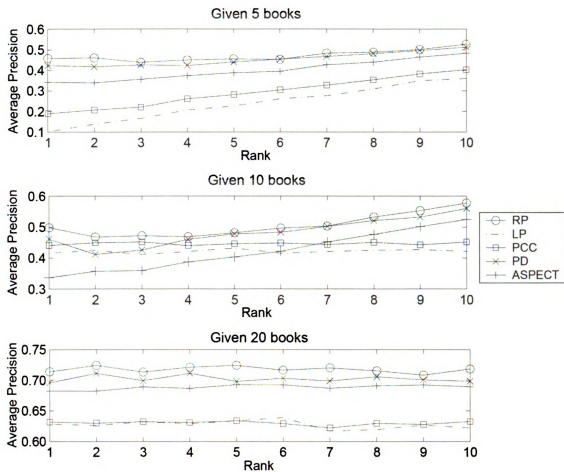 Given 5 books
Average Precision
0.6
0.5
0.4
0.3
0.2
0.1
1 2 3 4 5 6 7 8 9 10
Rank
Given 10 books
Average Precision
0.6
0.5
0.4
0.3
1 2 3 4 5 6 7 8 9 10
Rank
RP
LP
PCC
PD
ASPECT
Given 20 books
Average Precision
0.75
0.70
0.65
0.60
1 2 3 4 5 6 7 8 9 10
Rank